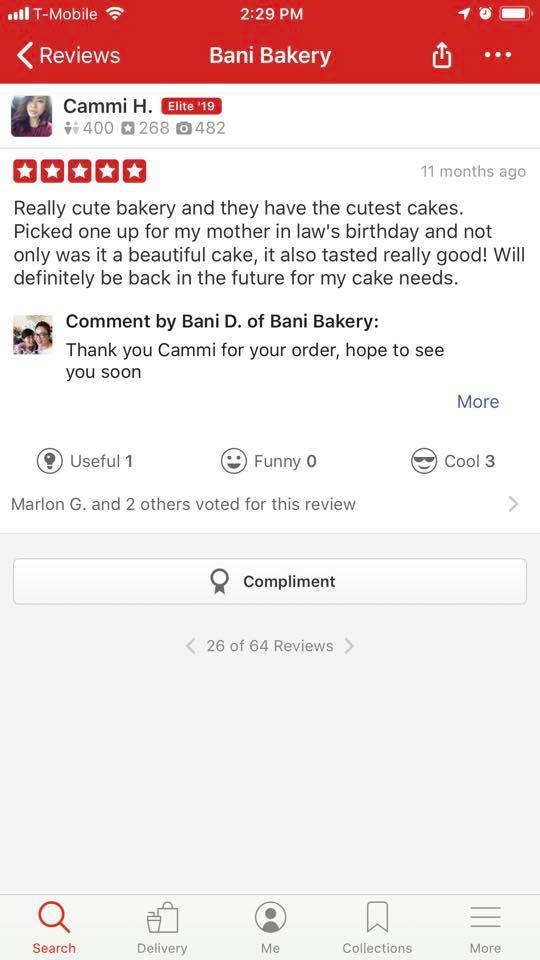 T-Mobile 2:29 PM
Reviews Bani Bakery
Cammi H. Elite '19
400 268 482
11 months ago
Really cute bakery and they have the cutest cakes.
Picked one up for my mother in law's birthday and not
only was it a beautiful cake, it also tasted really good! Will
definitely be back in the future for my cake needs.
Comment by Bani D. of Bani Bakery:
Thank you Cammi for your order, hope to see
you soon
More
Useful 1 Funny 0 Cool 3
Marlon G. and 2 others voted for this review
Compliment
26 of 64 Reviews
Search Delivery Me Collections More